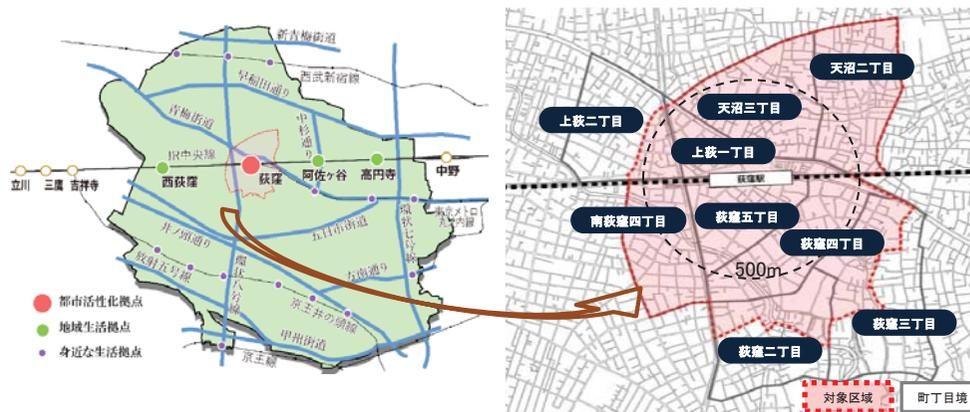 新青梅街道
西武新宿線
早稲田通り
青梅街道
中杉通り
JR中央線
立川
三鷹
吉祥寺
西荻窪
荻窪
阿佐ヶ谷
高円寺
中野
東京メトロ
丸ノ内線
環状七号線
五日市街道
井ノ頭通り
放射五号線
環状八号線
方南通り
京王井の頭線
甲州街道
京王線
都市活性化拠点
地域生活拠点
身近な生活拠点
天沼二丁目
天沼三丁目
上荻二丁目
上荻一丁目
荻窪駅
南荻窪四丁目
荻窪五丁目
荻窪四丁目
500m
荻窪三丁目
荻窪二丁目
対象区域
町丁目境